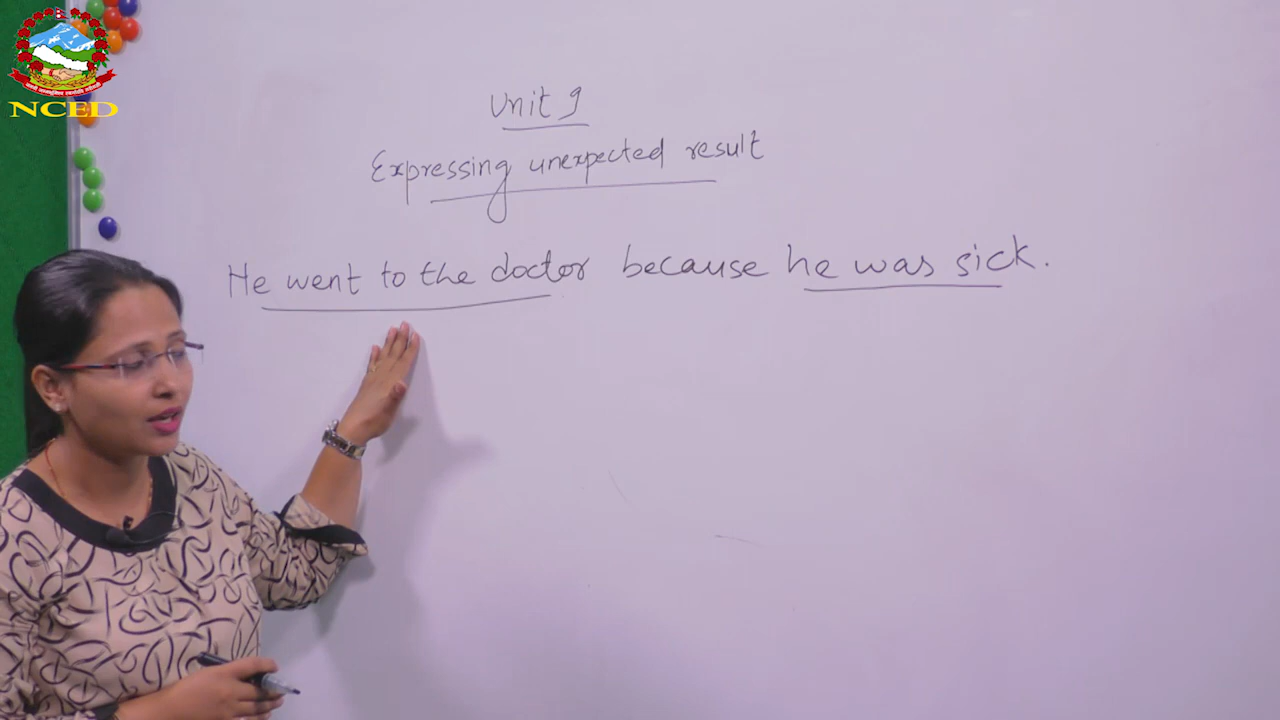 NCED
Unit 9
Expressing unexpected result
He went to the doctor because he was sick.